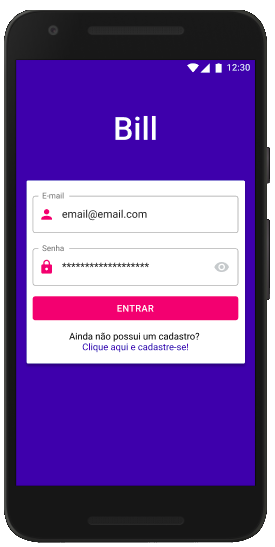 12:30
Bill
E-mail
email@email.com
Senha
*******************
ENTRAR
Ainda não possui um cadastro?
Clique aqui e cadastre-se!